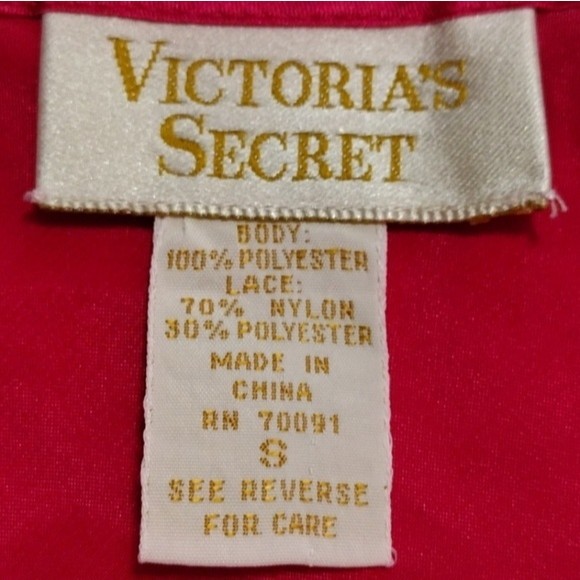 VICTORIA'S
SECRET
BODY:
100% POLYESTER
LACE:
70% NYLON
30% POLYESTER
MADE IN
CHINA
RN 70091
S
SEE REVERSE
FOR CARE